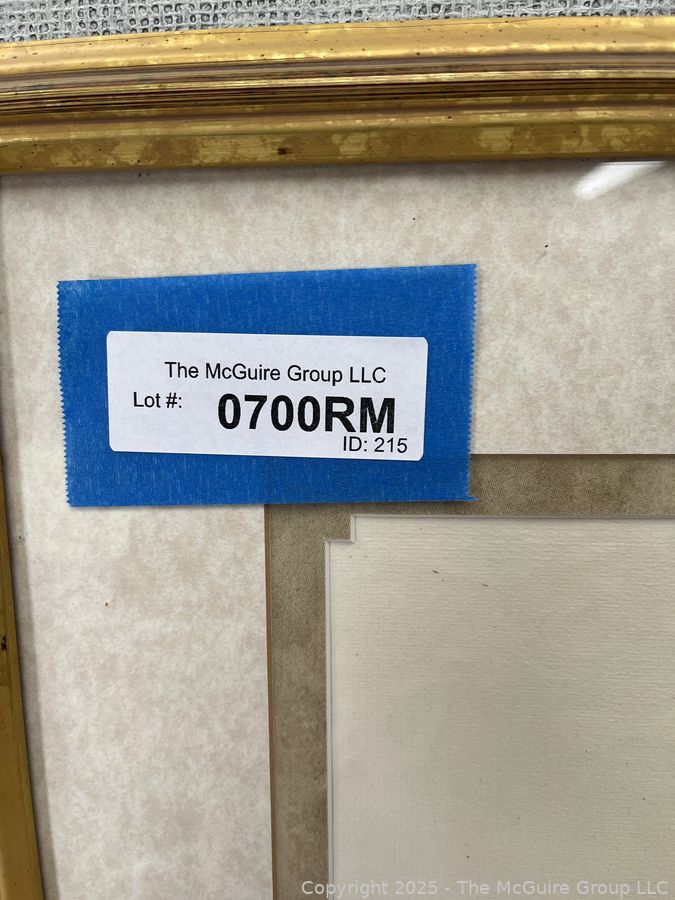 The McGuire Group LLC
Lot #: 0700RM
ID: 215
Copyright 2025 - The McGuire Group LLC